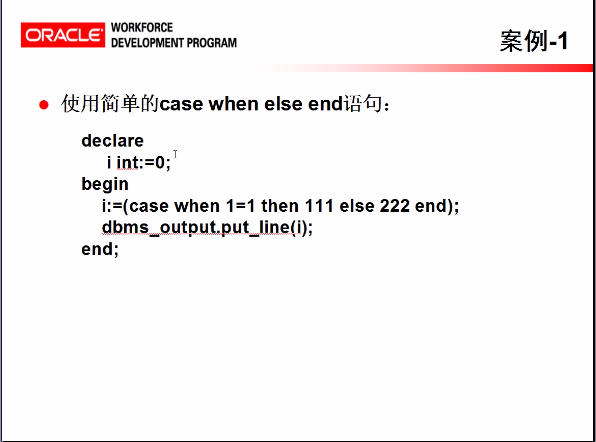 ORACLE WORKFORCE
DEVELOPMENT PROGRAM
案例-1
使用简单的case when else end语句：
declare
i int:=0;
begin
i:=(case when 1=1 then 111 else 222 end);
dbms_output.put_line(i);
end;